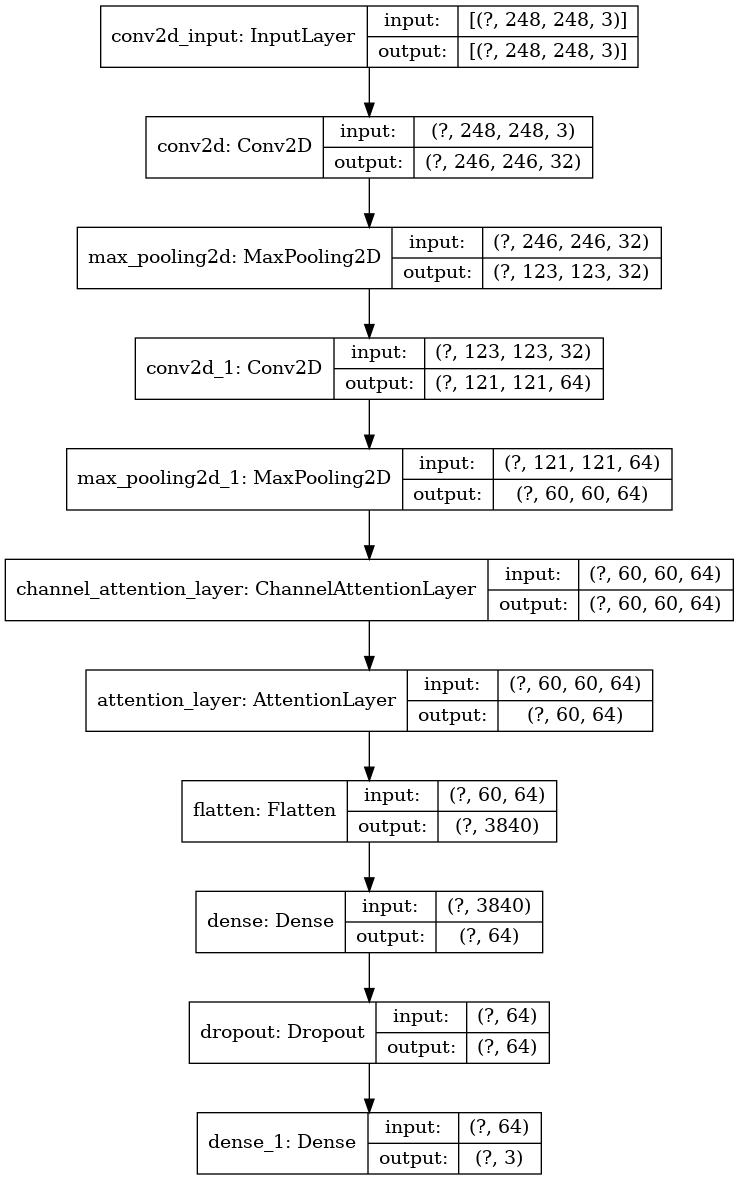 conv2d_input: InputLayer
input: [(?, 248, 248, 3)]
output: [(?, 248, 248, 3)]
conv2d: Conv2D
input: (?, 248, 248, 3)
output: (?, 246, 246, 32)
max_pooling2d: MaxPooling2D
input: (?, 246, 246, 32)
output: (?, 123, 123, 32)
conv2d_1: Conv2D
input: (?, 123, 123, 32)
output: (?, 121, 121, 64)
max_pooling2d_1: MaxPooling2D
input: (?, 121, 121, 64)
output: (?, 60, 60, 64)
channel_attention_layer: ChannelAttentionLayer
input: (?, 60, 60, 64)
output: (?, 60, 60, 64)
attention_layer: AttentionLayer
input: (?, 60, 60, 64)
output: (?, 60, 64)
flatten: Flatten
input: (?, 60, 64)
output: (?, 3840)
dense: Dense
input: (?, 3840)
output: (?, 64)
dropout: Dropout
input: (?, 64)
output: (?, 64)
dense_1: Dense
input: (?, 64)
output: (?, 3)